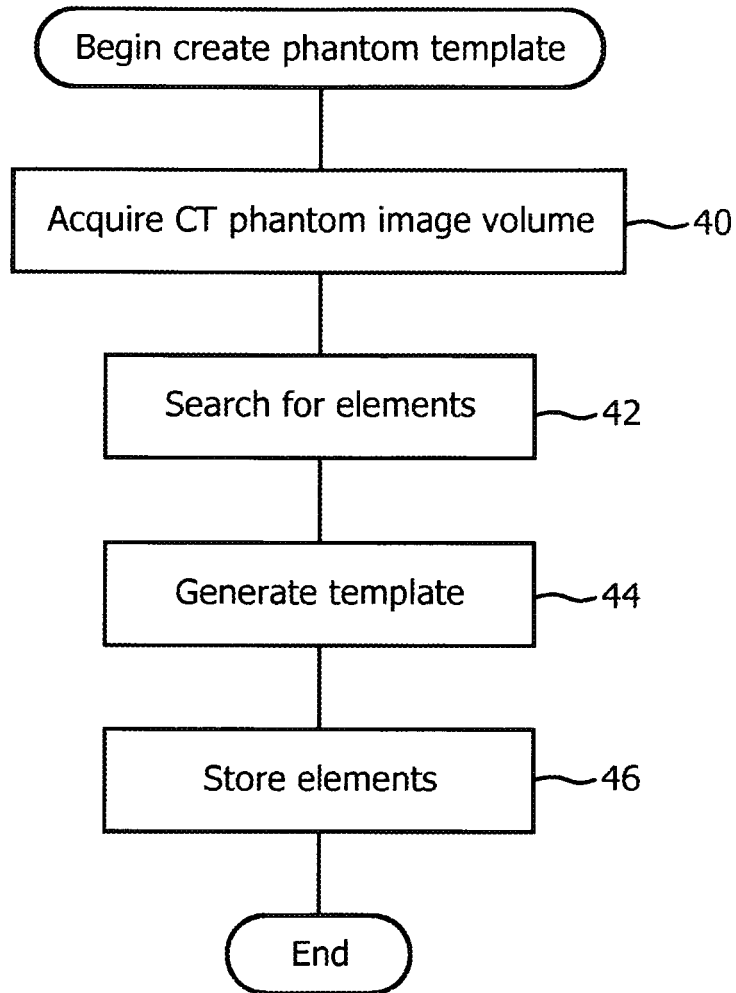 Begin create phantom template
Acquire CT phantom image volume
40
Search for elements
42
Generate template
44
Store elements
46
End